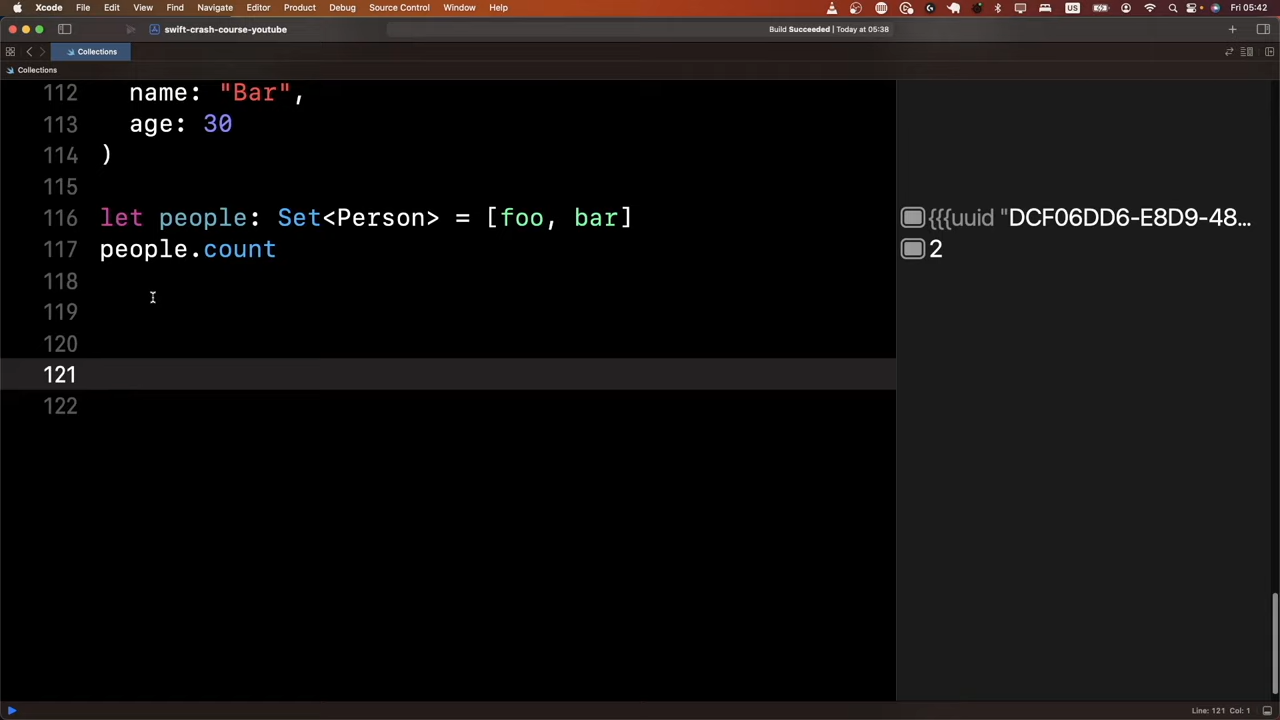 Xcode File Edit View Find Navigate Editor Product Debug Source Control Window Help US Fri 05:42
swift-crash-course-youtube Build Succeeded | Today at 05:38
Collections
Collections
112 name: "Bar",
113 age: 30
114 )
115
116 let people: Set<Person> = [foo, bar] {{{uuid "DCF06DD6-E8D9-48...
117 people.count 2
118
119
120
121
122
Line: 121 Col: 1